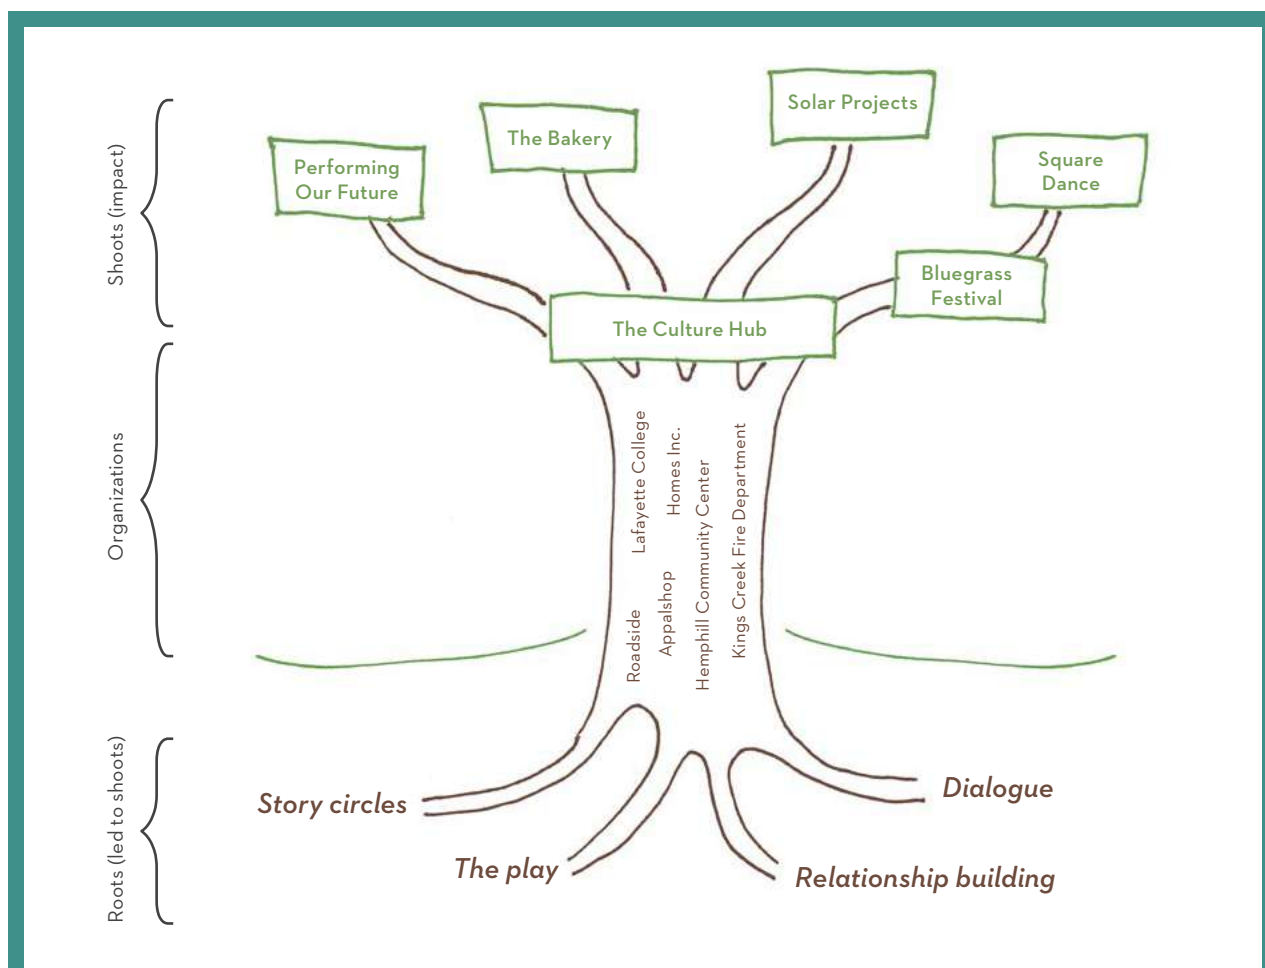 Shoots (impact)
Performing
Our Future
The Bakery
Solar Projects
Square
Dance
Bluegrass
Festival
The Culture Hub
Organizations
Roadside
Lafayette College
Appalshop
Homes Inc.
Hemphill Community Center
Kings Creek Fire Department
Roots (led to shoots)
Story circles
The play
Relationship building
Dialogue